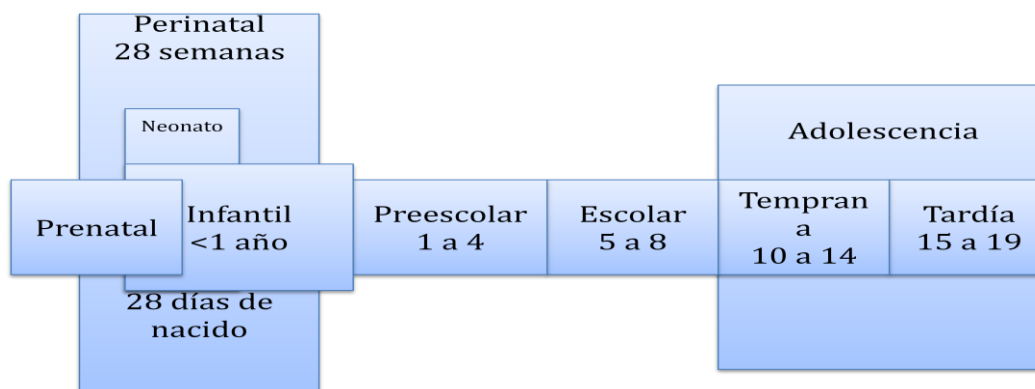 Perinatal
28 semanas
Neonato
Prenatal
Infantil
<1 año
28 días de
nacido
Preescolar
1 a 4
Escolar
5 a 8
Adolescencia
Tempran
a
10 a 14
Tardía
15 a 19